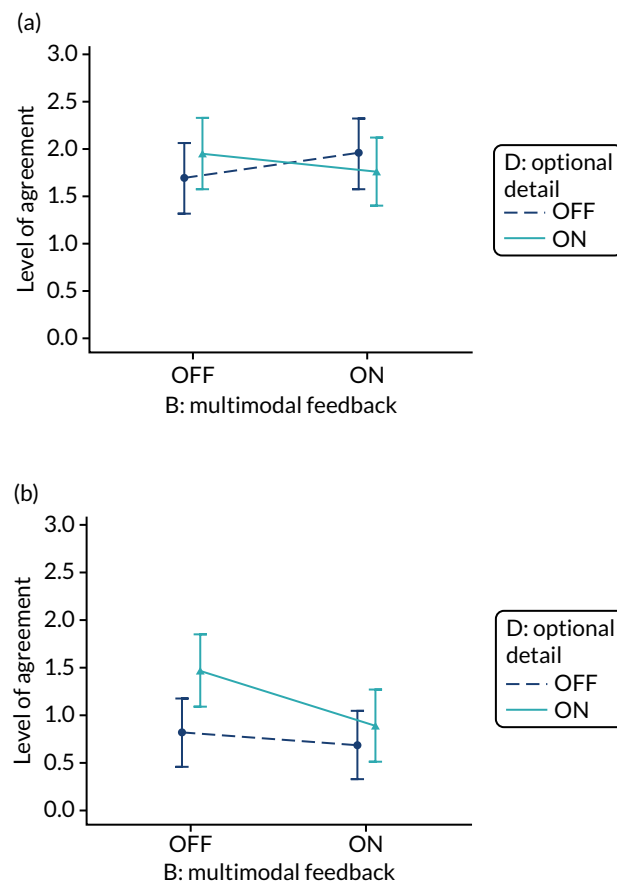 (a)
3.0
2.5
2.0
1.5
1.0
0.5
0.0
Level of agreement
OFF
ON
B: multimodal feedback
D: optional
detail
OFF
ON
(b)
3.0
2.5
2.0
1.5
1.0
0.5
0.0
Level of agreement
OFF
ON
B: multimodal feedback
D: optional
detail
OFF
ON